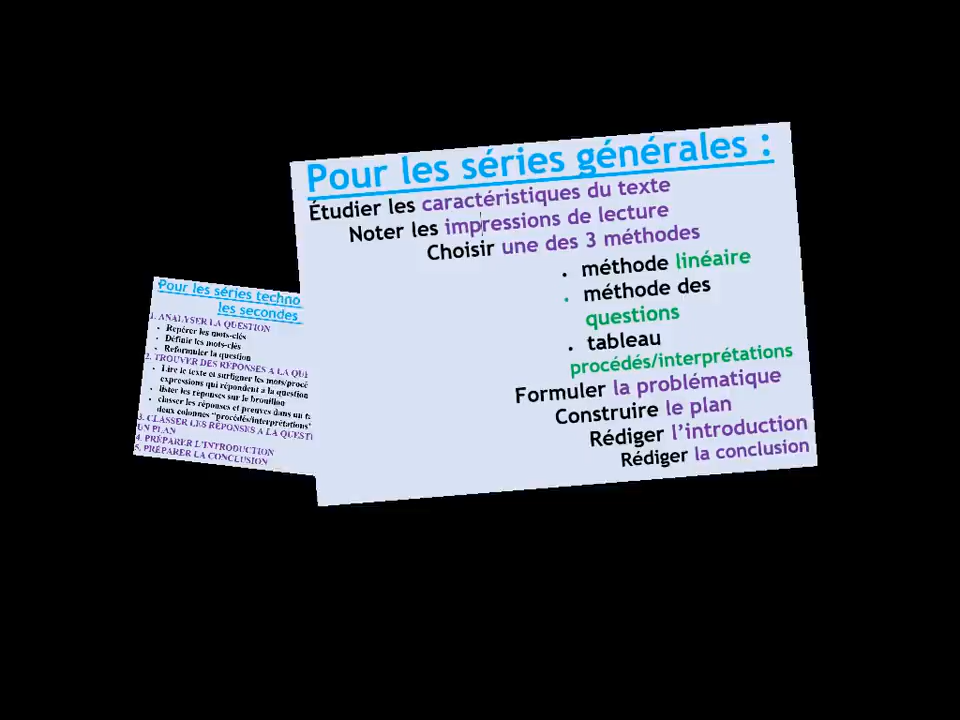 Pour les séries générales :
Étudier les caractéristiques du texte
Noter les impressions de lecture
Choisir une des 3 méthodes
• méthode linéaire
• méthode des
questions
• tableau
procédés/interprétations
Formuler la problématique
Construire le plan
Rédiger l’introduction
Rédiger la conclusion
Pour les séries techno
les secondes
1. ANALYSER LA QUESTION
• Repérer les mots-clés
• Définir les mots-clés
• Reformuler la question
2. TROUVER DES REPONSES A LA QUE
• Lire le texte et surligner les mots/procé
expressions qui répondent à la question
• lister les réponses sur le brouillon
• classer les réponses et preuves dans un ta
deux colonnes "procédés/interprétations"
3. CLASSER LES RÉPONSES A LA QUESTI
UN PLAN
4. PRÉPARER L’INTRODUCTION
5. PRÉPARER LA CONCLUSION